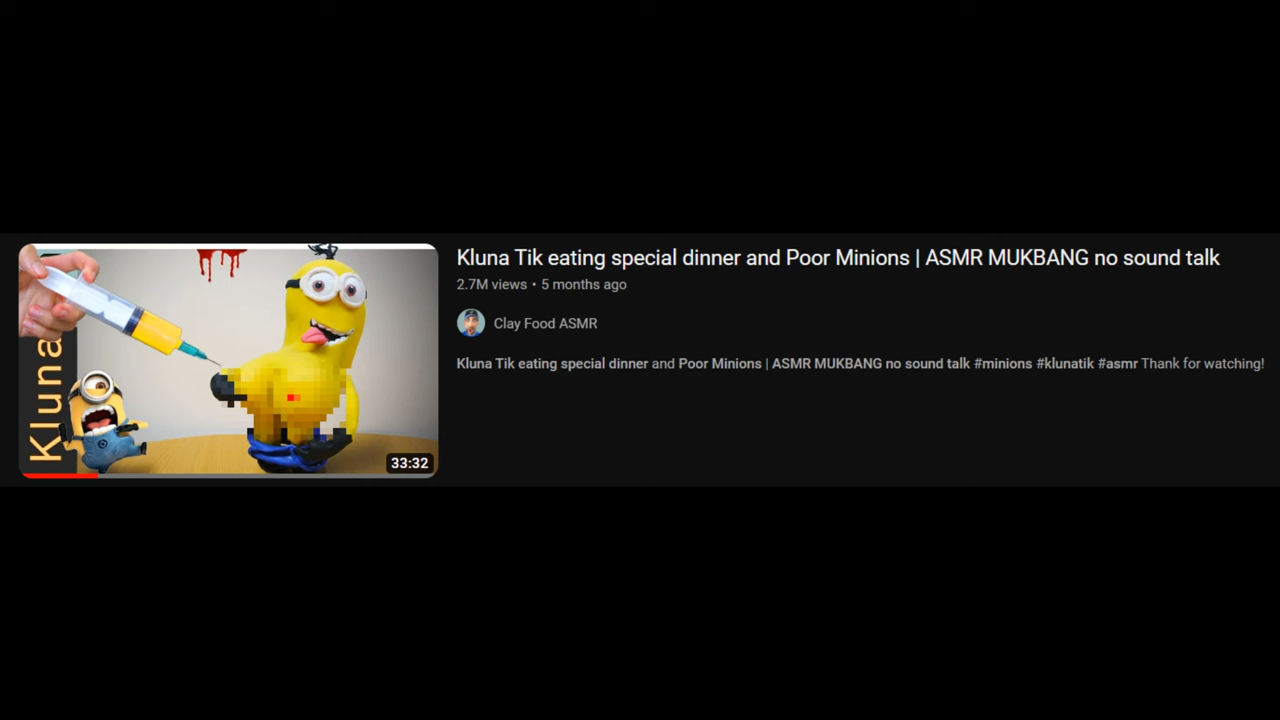 Kluna Tik eating special dinner and Poor Minions | ASMR MUKBANG no sound talk
2.7M views • 5 months ago
Clay Food ASMR
Kluna Tik eating special dinner and Poor Minions | ASMR MUKBANG no sound talk #minions #klunatik #asmr Thank for watching!
Kluna
33:32